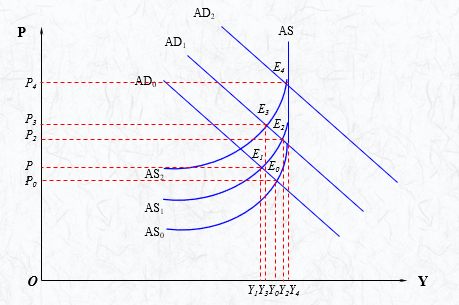 AD₂
P
AS
AD₁
E₄
AD₀
P₄
E₃
P₃
E₂
P₂
E₁
P
E₀
P₀
AS₂
AS₁
AS₀
O
Y
Y₁Y₃Y₀Y₂Y₄